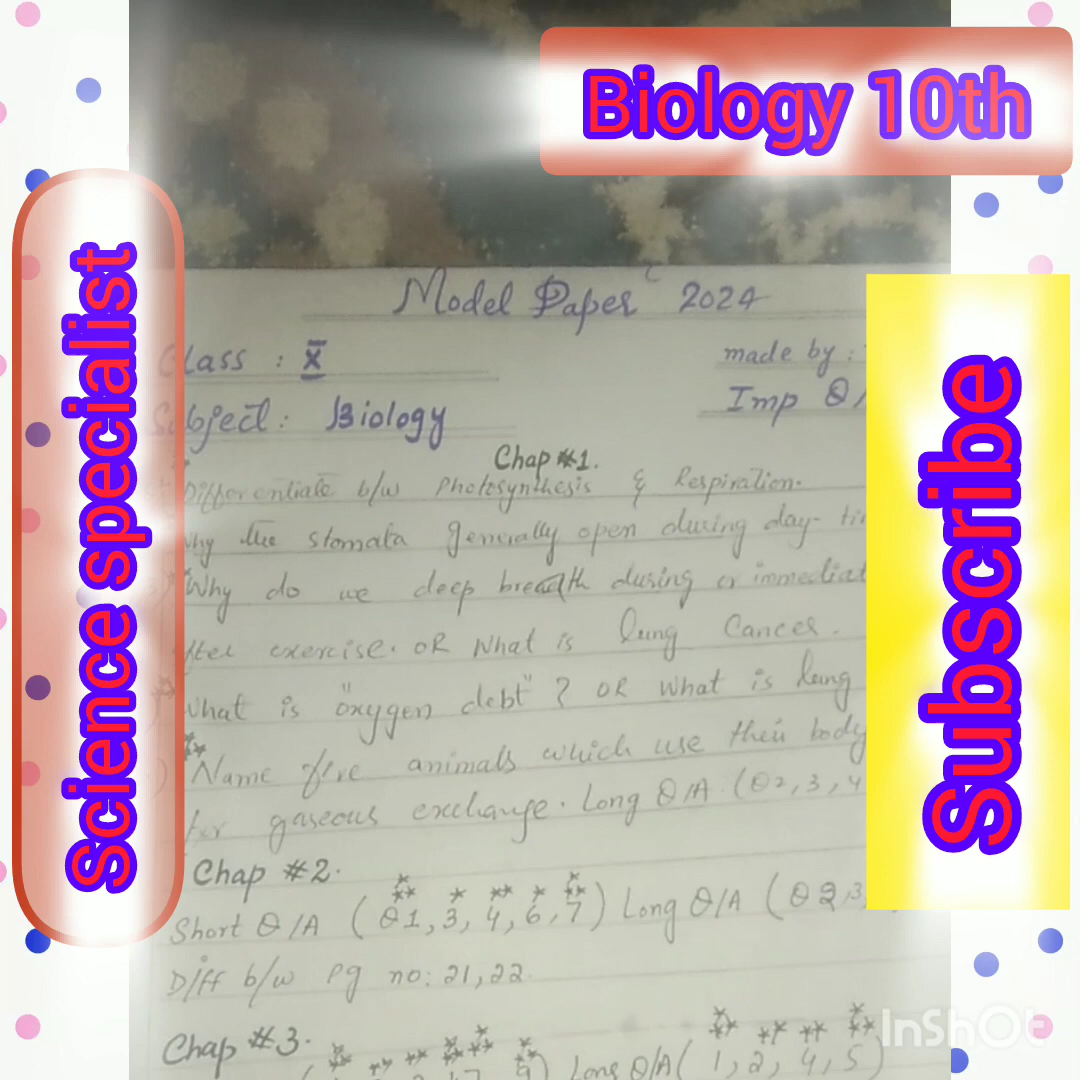 Biology 10th
Science specialist
Subscribe
Model Paper 2024
Class : X
made by :
Subject : Biology
Imp Q/
Chap #1.
Differentiate b/w Photosynthesis & Respiration.
Why the stomata generally open during day-
Why do we deep breadth during or immediat
after exercise. OR What is lung Cancer.
What is "oxygen debt" ? OR What is lung
Name five animals which use their body
for gaseous exchange. Long Q/A. (Q2,3,4
Chap #2.
Short Q/A (Q1,3,4,6,7) Long Q/A (Q2,3,
Diff b/w Pg no: 21,22.
Chap #3.
Long Q/A (1,2,4,5)
InShOt